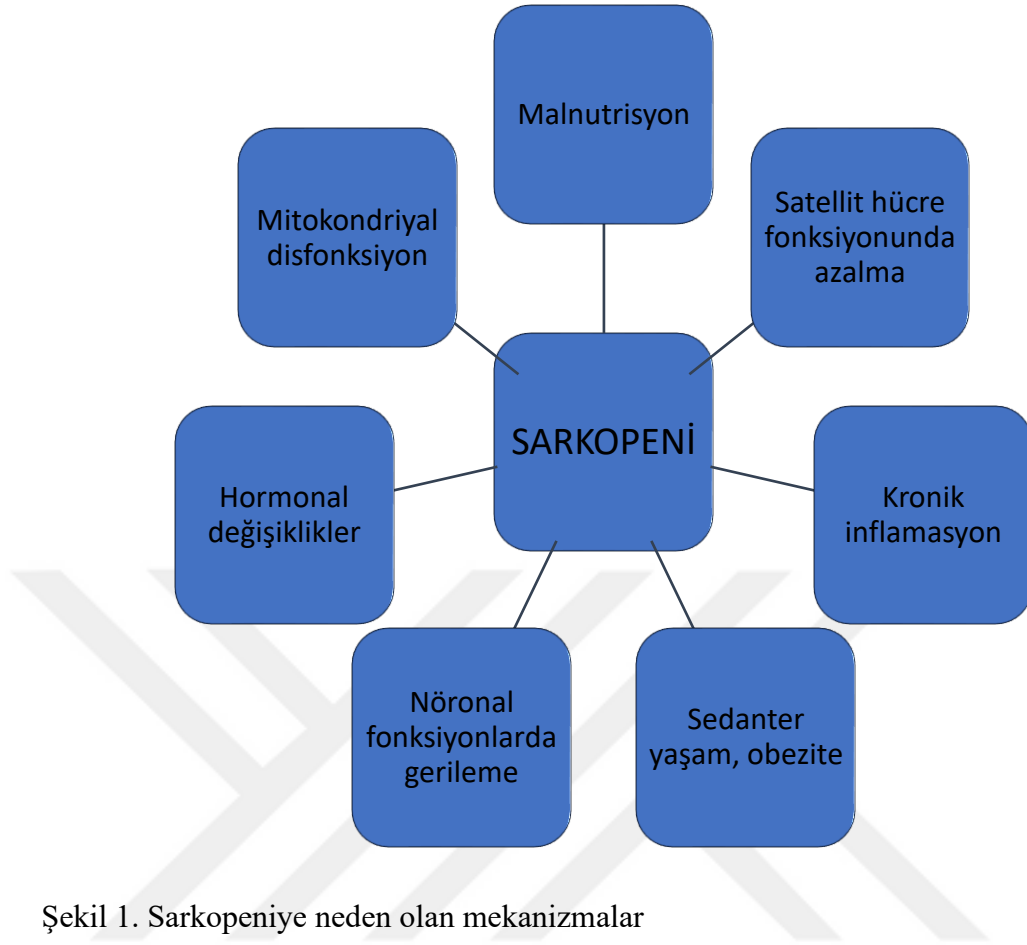 Malnutrisyon
Satellit hücre
fonksiyonunda
azalma
Kronik
inflamasyon
Sedanter
yaşam, obezite
Nöronal
fonksiyonlarda
gerileme
Hormonal
değişiklikler
Mitokondriyal
disfonksiyon
SARKOPENİ
Şekil 1. Sarkopeniye neden olan mekanizmalar